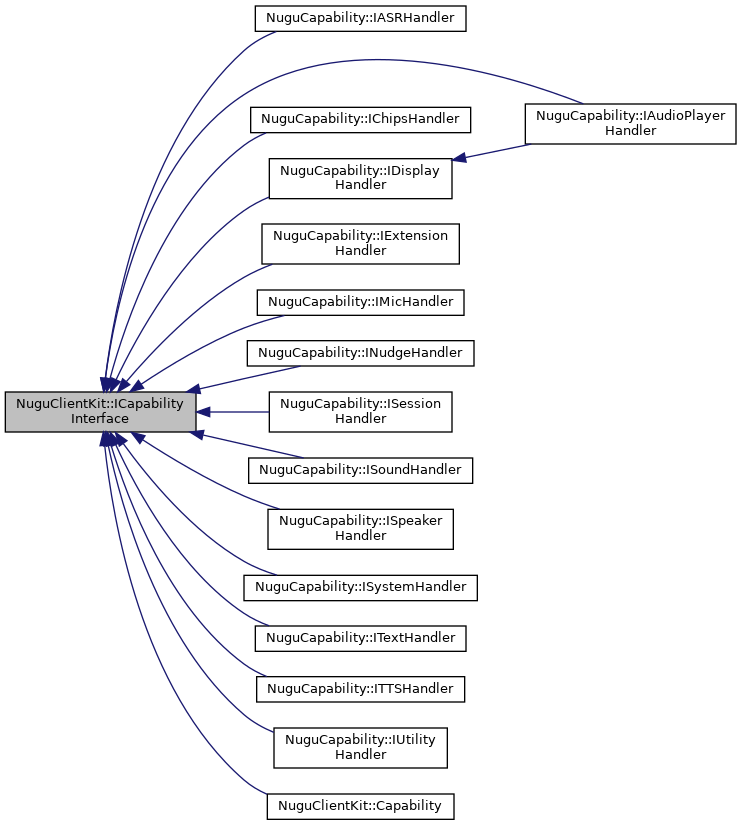 NuguCapability::IASRHandler
NuguCapability::IAudioPlayer
Handler
NuguCapability::IChipsHandler
NuguCapability::IDisplay
Handler
NuguCapability::IExtension
Handler
NuguCapability::IMicHandler
NuguCapability::INudgeHandler
NuguClientKit::ICapability
Interface
NuguCapability::ISession
Handler
NuguCapability::ISoundHandler
NuguCapability::ISpeaker
Handler
NuguCapability::ISystemHandler
NuguCapability::ITextHandler
NuguCapability::ITTSHandler
NuguCapability::IUtility
Handler
NuguClientKit::Capability